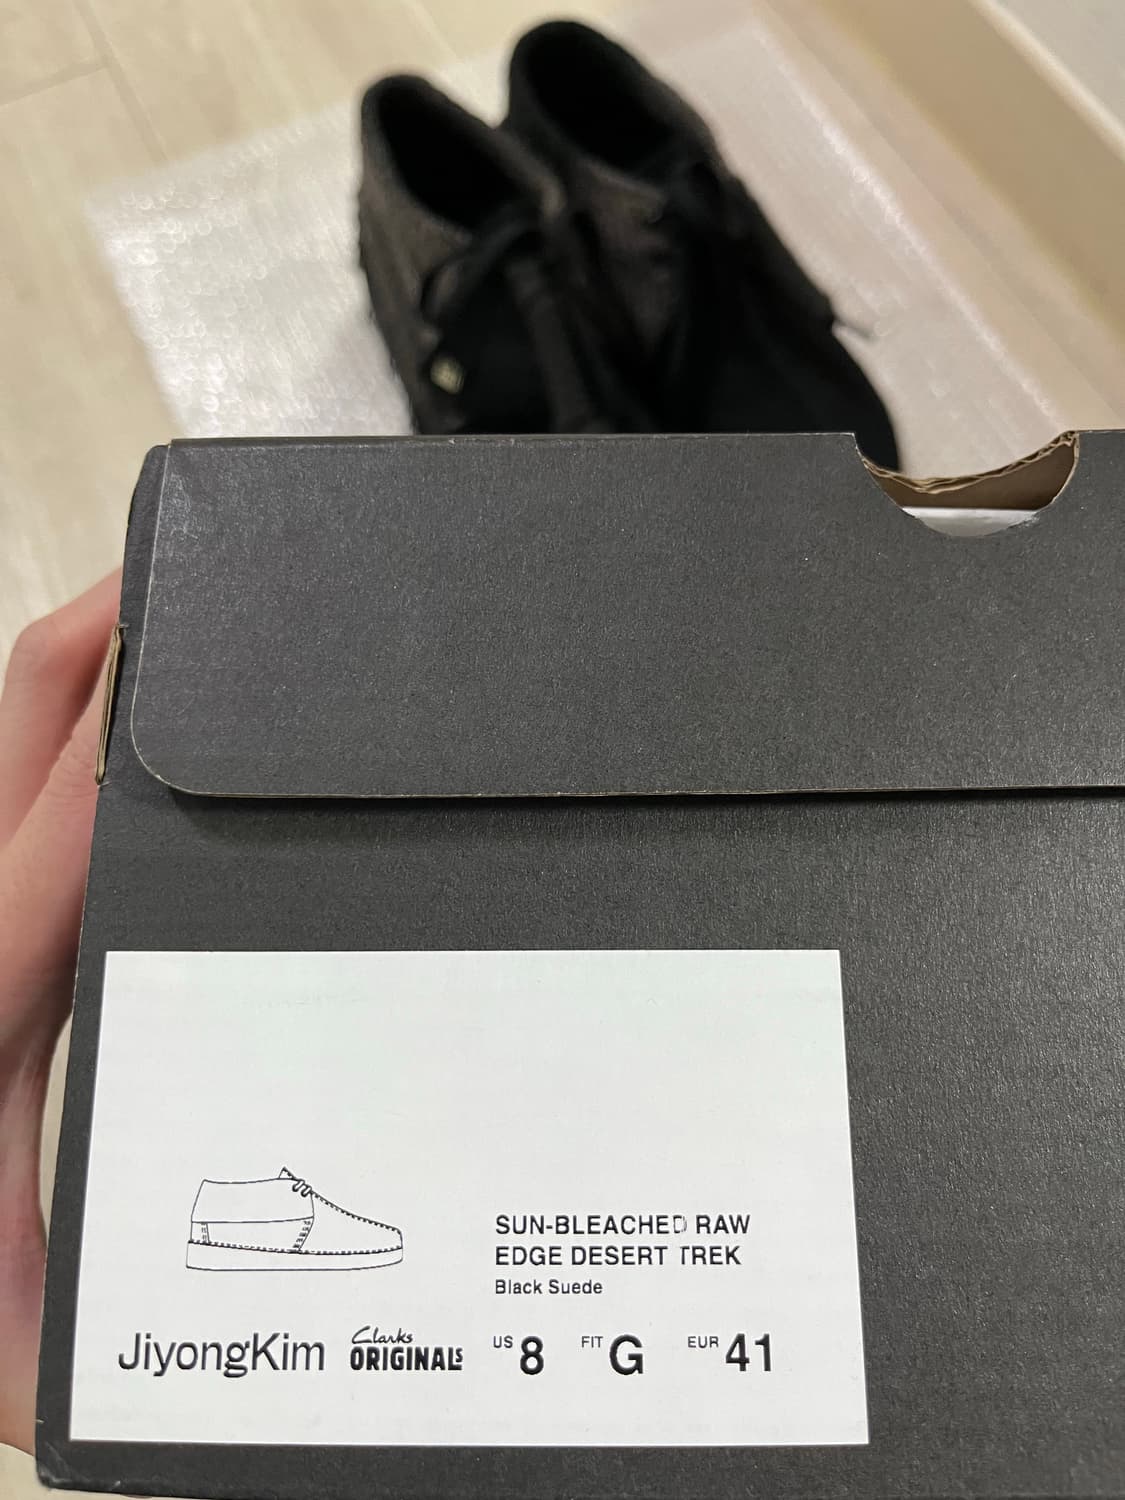 SUN-BLEACHED RAW
EDGE DESERT TREK
Black Suede
JiyongKim Clarks ORIGINALS US 8 FIT G EUR 41